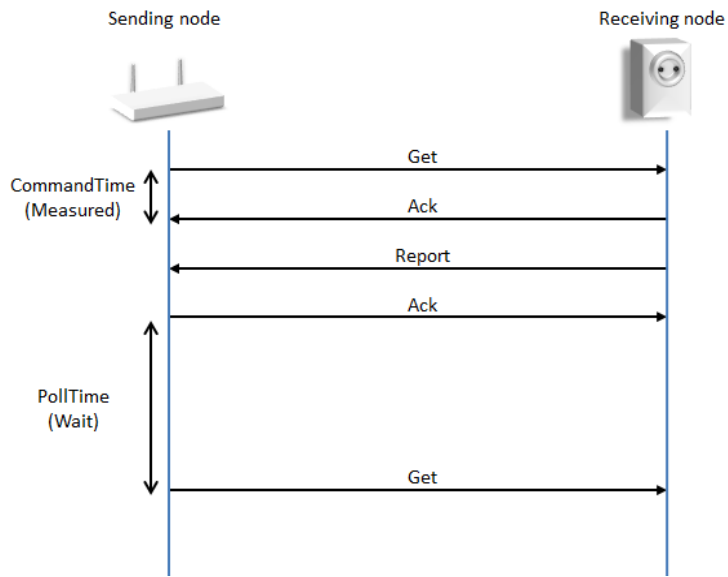 Sending node
Receiving node
Get
CommandTime
(Measured)
Ack
Report
Ack
PollTime
(Wait)
Get